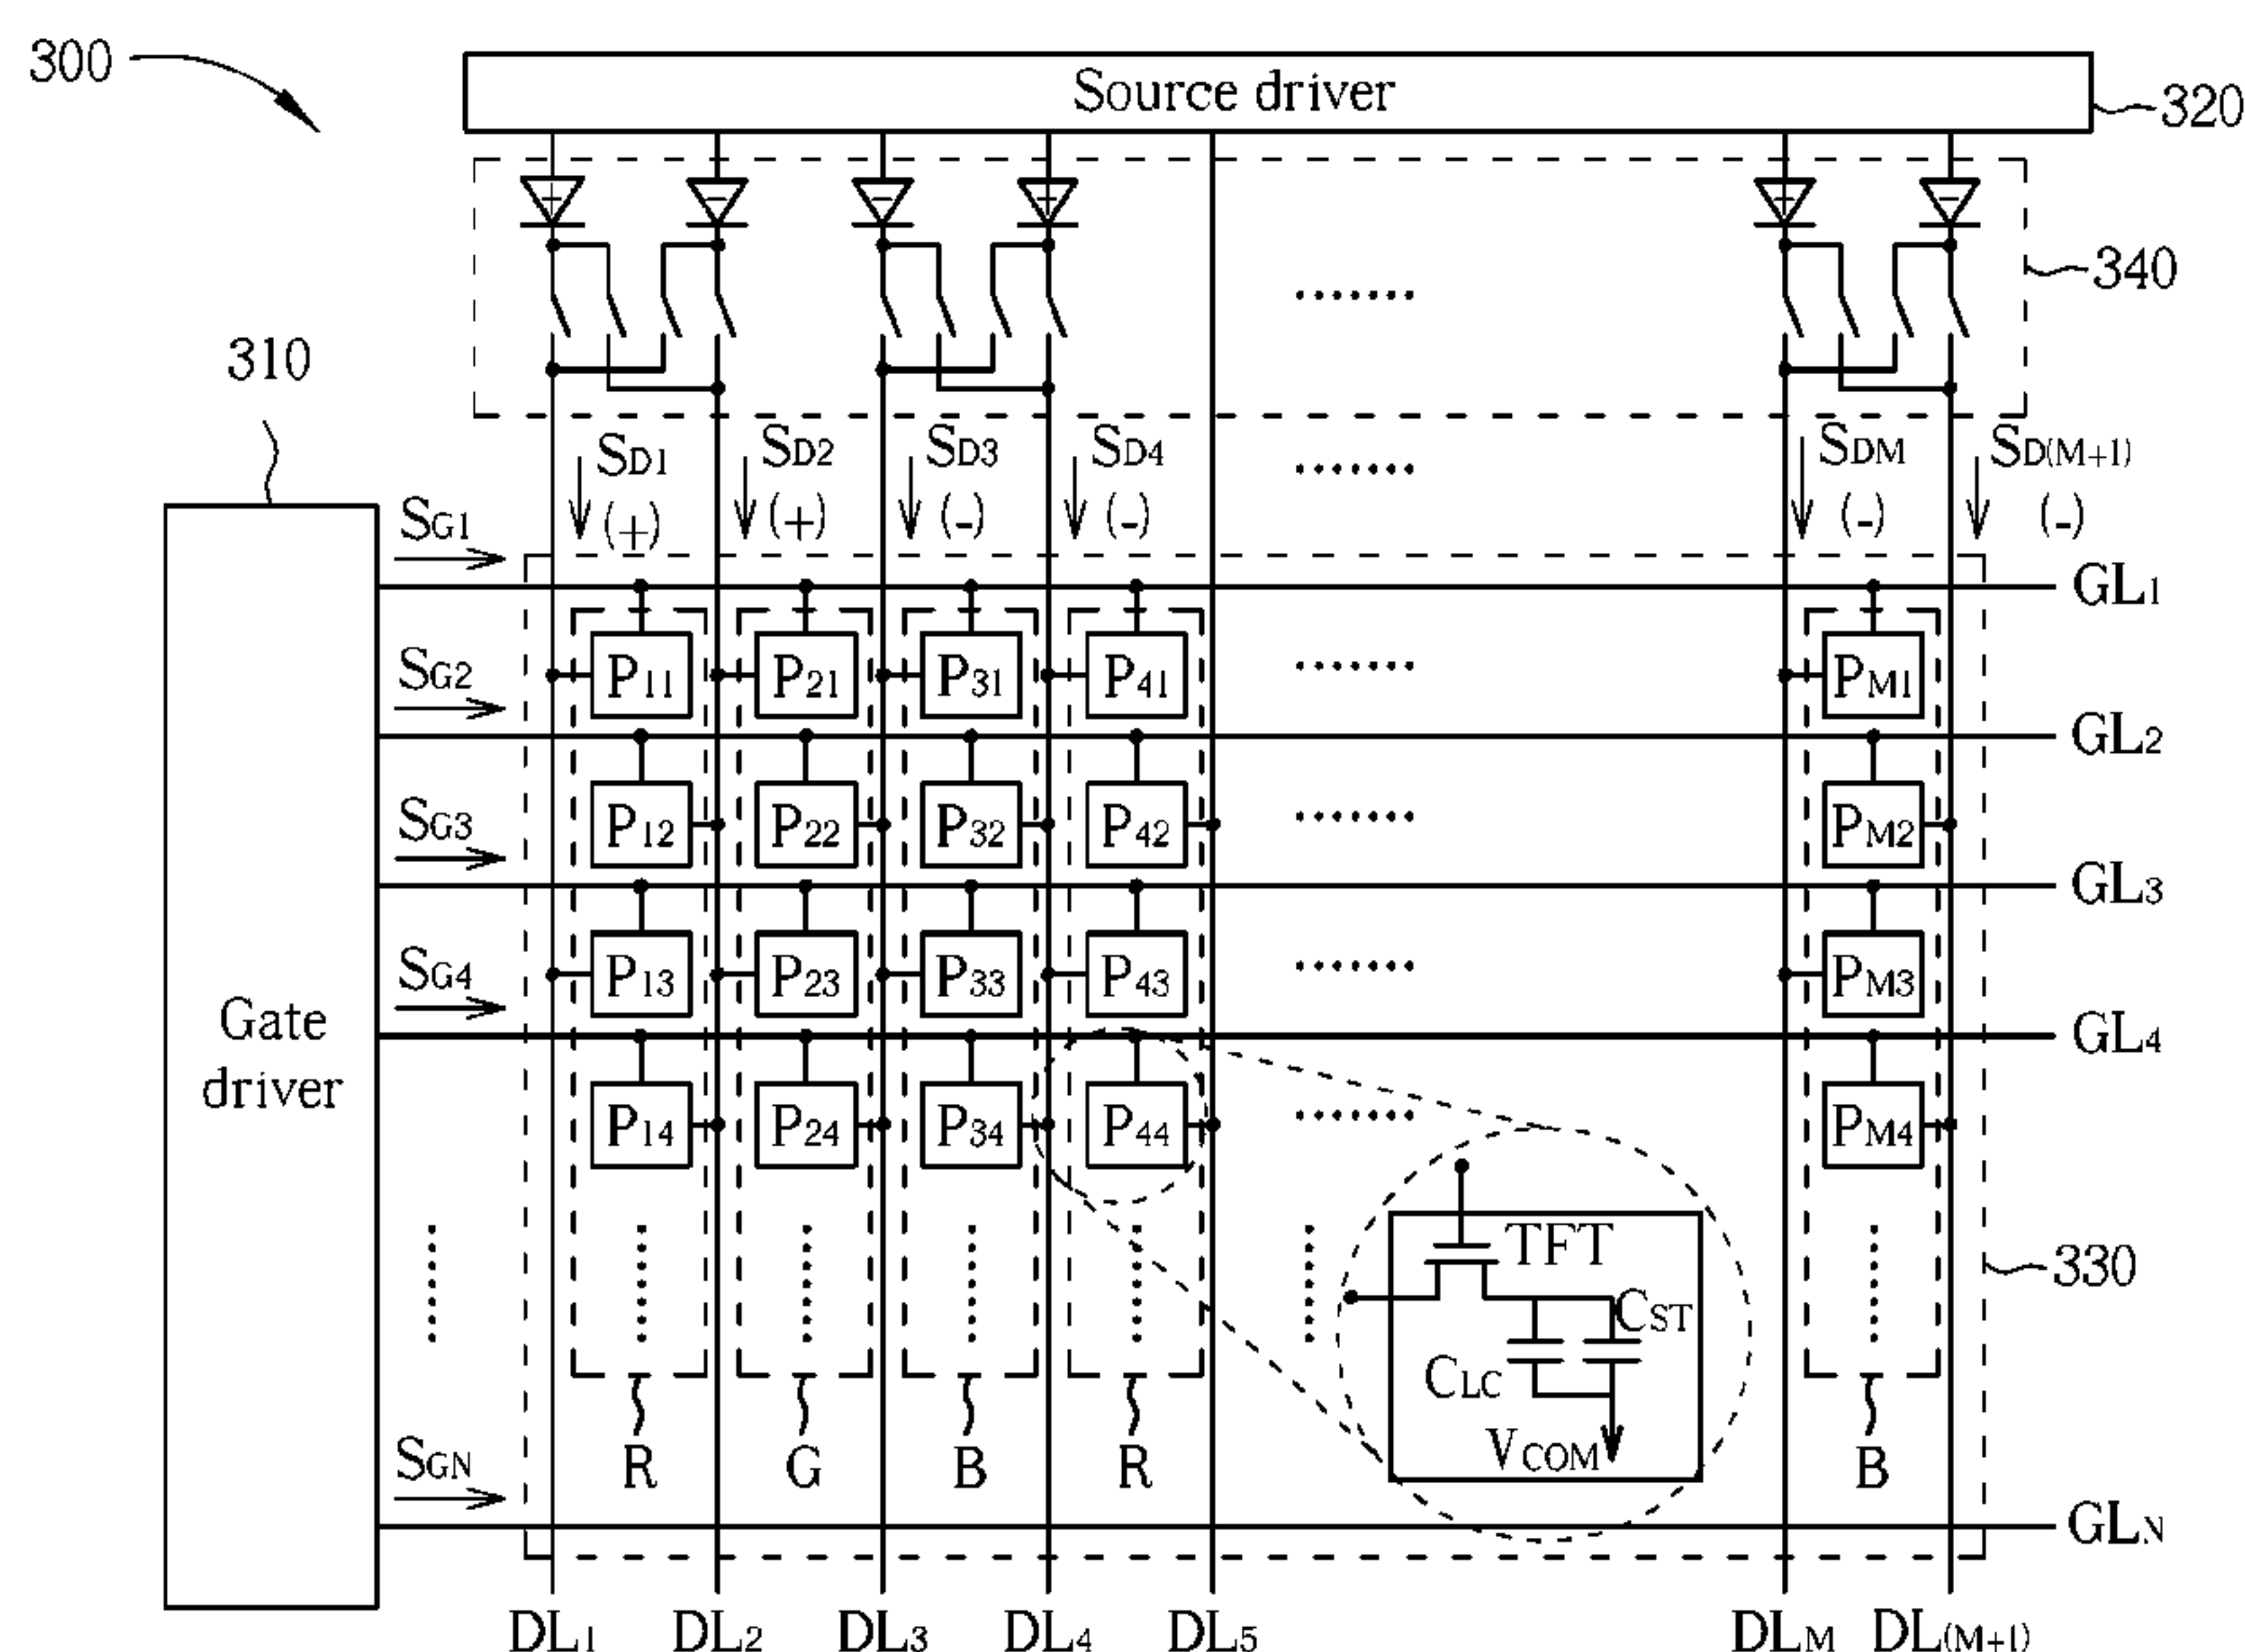 300
Source driver
320
340
310
SD1 SD2 SD3 SD4 ....... SDM SD(M+1)
(+) (+) (-) (-) (-) (-)
SG1
GL1
P11 P21 P31 P41 ....... PM1
SG2
GL2
P12 P22 P32 P42 ....... PM2
SG3
GL3
P13 P23 P33 P43 ....... PM3
SG4
GL4
Gate
driver
P14 P24 P34 P44 ....... PM4
TFT
CST
CLC
VCOM
330
R G B R B
SGN
GLN
DL1 DL2 DL3 DL4 DL5 DLM DL(M+1)